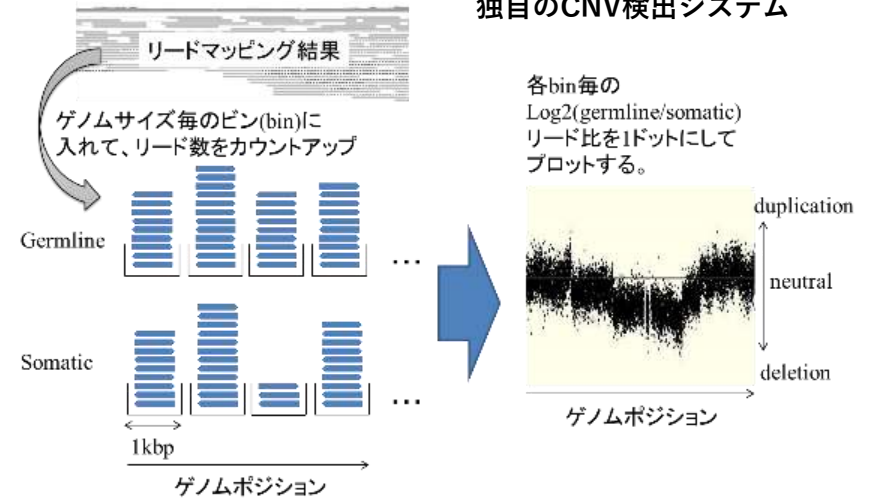 独自のCNV検出システム
リードマッピング結果
ゲノムサイズ毎のビン(bin)に
入れて、リード数をカウントアップ
Germline
...
Somatic
...
1kbp
ゲノムポジション
各bin毎の
Log2(germline/somatic)
リード比を1ドットにして
プロットする。
duplication
neutral
deletion
ゲノムポジション